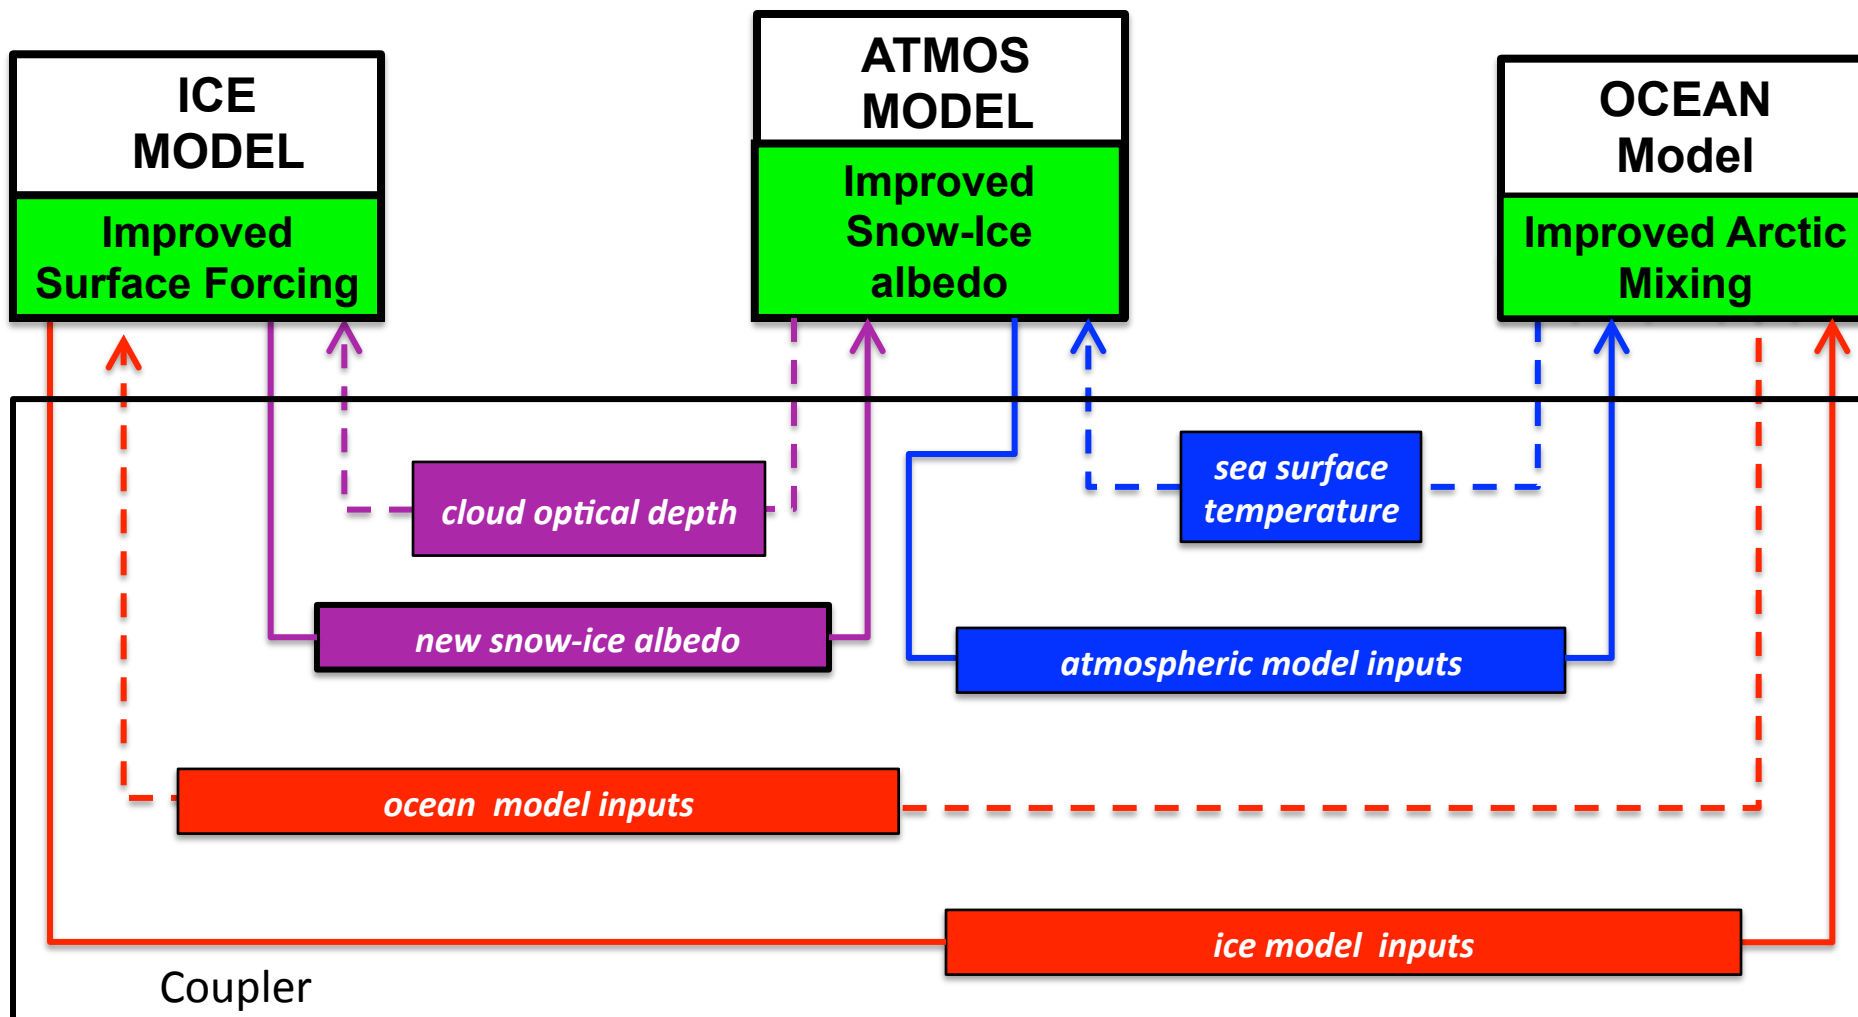 ICE
MODEL
Improved
Surface Forcing
ATMOS
MODEL
Improved
Snow-Ice
albedo
OCEAN
Model
Improved Arctic
Mixing
cloud optical depth
sea surface
temperature
new snow-ice albedo
atmospheric model inputs
ocean  model inputs
ice model  inputs
Coupler